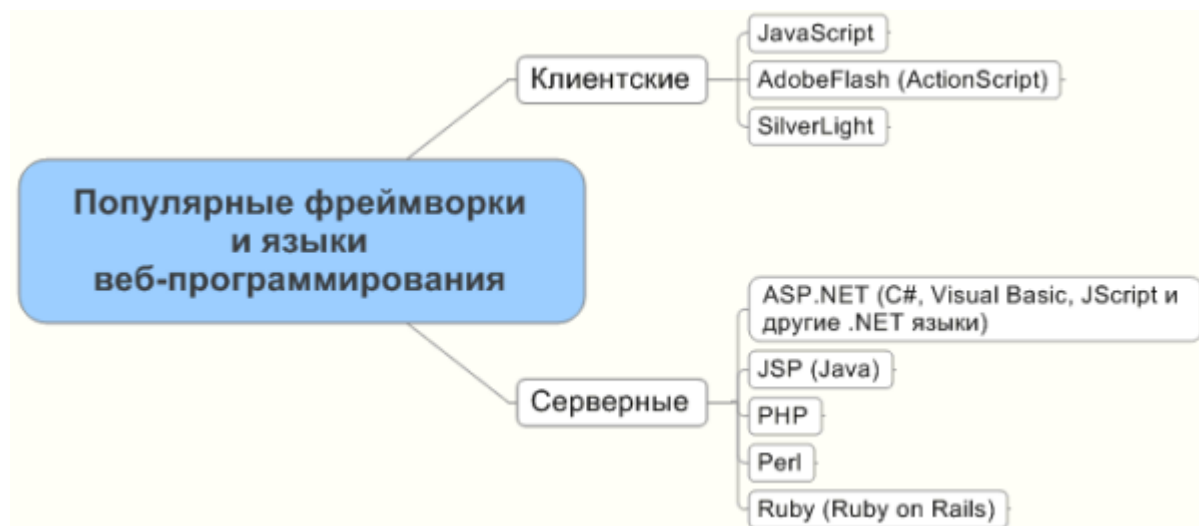 Популярные фреймворки
и языки
веб-программирования
Клиентские
JavaScript
AdobeFlash (ActionScript)
SilverLight
Серверные
ASP.NET (C#, Visual Basic, JScript и
другие .NET языки)
JSP (Java)
PHP
Perl
Ruby (Ruby on Rails)